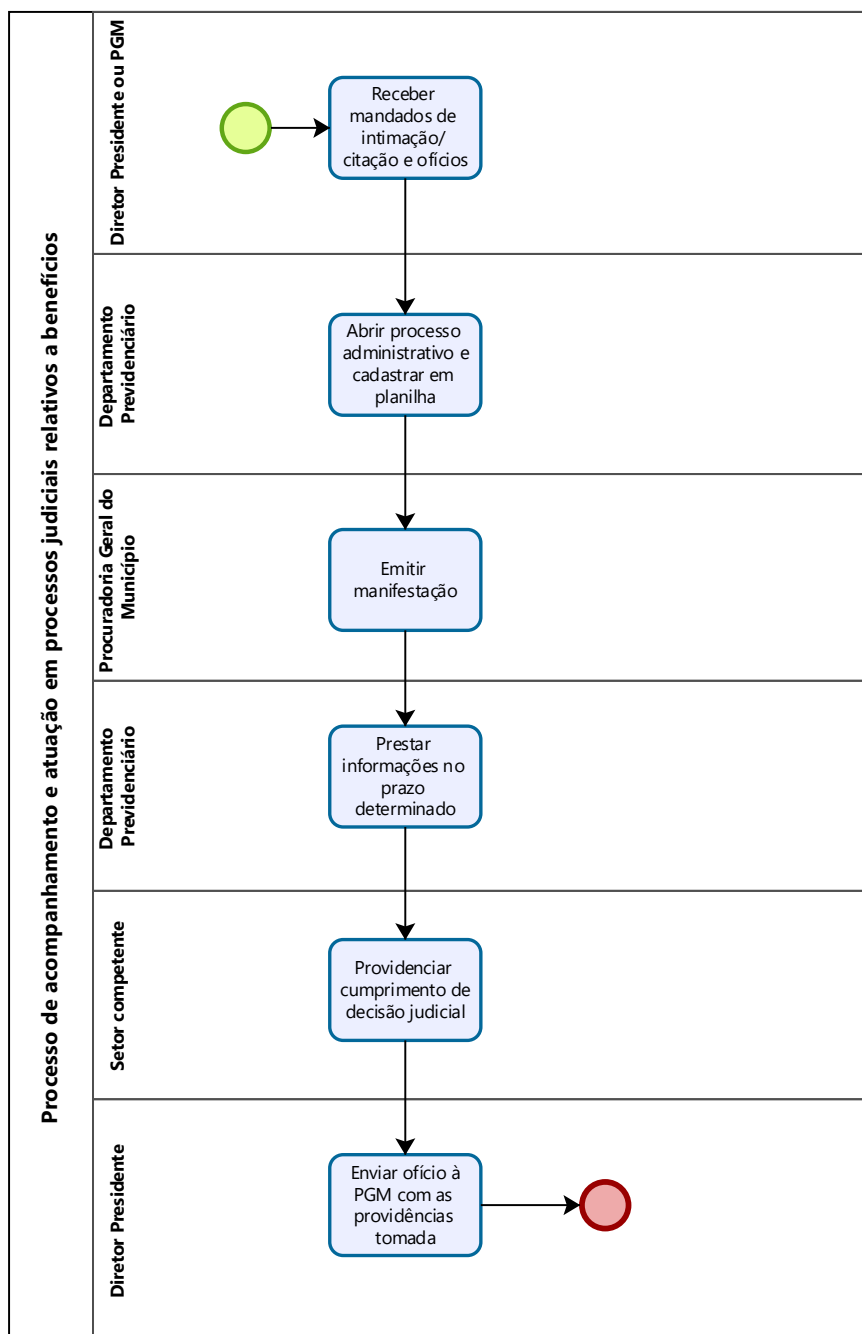 Processo de acompanhamento e atuação em processos judiciais relativos a benefícios
Diretor Presidente ou PGM
Receber
mandados de
intimação/
citação e ofícios
Departamento
Previdenciário
Abrir processo
administrativo e
cadastrar em
planilha
Procuradoria Geral do
Município
Emitir
manifestação
Departamento
Previdenciário
Prestar
informações no
prazo
determinado
Setor competente
Providenciar
cumprimento de
decisão judicial
Diretor Presidente
Enviar ofício à
PGM com as
providências
tomada